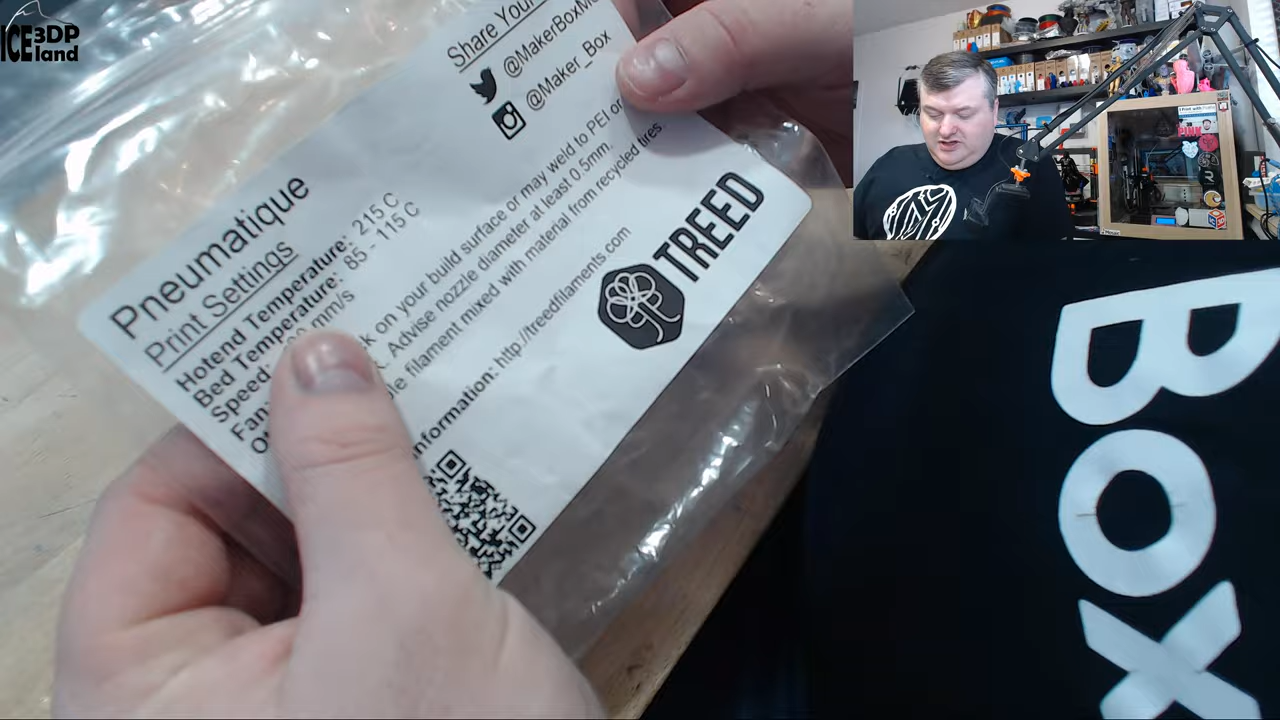 ICE3DP
land
Share Your
@MakerBoxM
@Maker_Box
Pneumatique
Print Settings
Hotend Temperature: 215 C
Bed Temperature: 85 - 115 C
Speed: mm/s
Fan
on your build surface or may weld to PEI or
Advise nozzle diameter at least 0.5mm.
filament mixed with material from recycled tires
information: http://treedfilaments.com
TREED
Box
PINK